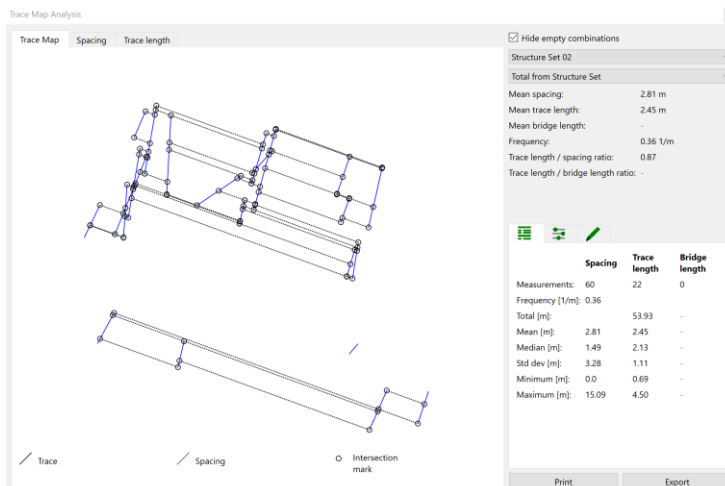 Trace Map Analysis
Trace Map Spacing Trace length
Hide empty combinations
Structure Set 02
Total from Structure Set
Mean spacing: 2.81 m
Mean trace length: 2.45 m
Mean bridge length: -
Frequency: 0.36 1/m
Trace length / spacing ratio: 0.87
Trace length / bridge length ratio: -
Spacing Trace length Bridge length
Measurements: 60 22 0
Frequency [1/m]: 0.36
Total [m]: 53.93 -
Mean [m]: 2.81 2.45 -
Median [m]: 1.49 2.13 -
Std dev [m]: 3.28 1.11 -
Minimum [m]: 0.0 0.69 -
Maximum [m]: 15.09 4.50 -
Trace Spacing Intersection mark
Print Export